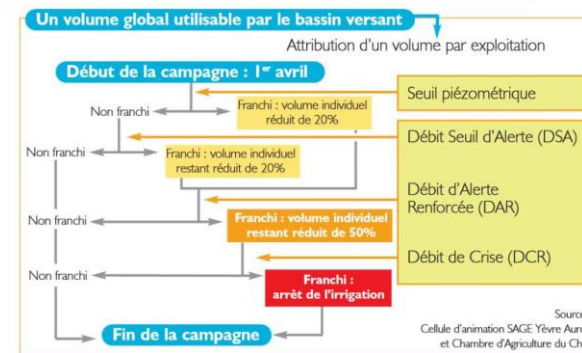 Un volume global utilisable par le bassin versant
Attribution d'un volume par exploitation
Début de la campagne : 1er avril
Seuil piézométrique
Non franchi
Franchi : volume individuel
réduit de 20%
Débit Seuil d'Alerte (DSA)
Non franchi
Franchi : volume individuel
restant réduit de 20%
Débit d'Alerte
Renforcée (DAR)
Non franchi
Franchi : volume individuel
restant réduit de 50%
Débit de Crise (DCR)
Non franchi
Franchi :
arrêt de l'irrigation
Fin de la campagne
Source
Cellule d'animation SAGE Yèvre Auro
et Chambre d'Agriculture du Ch